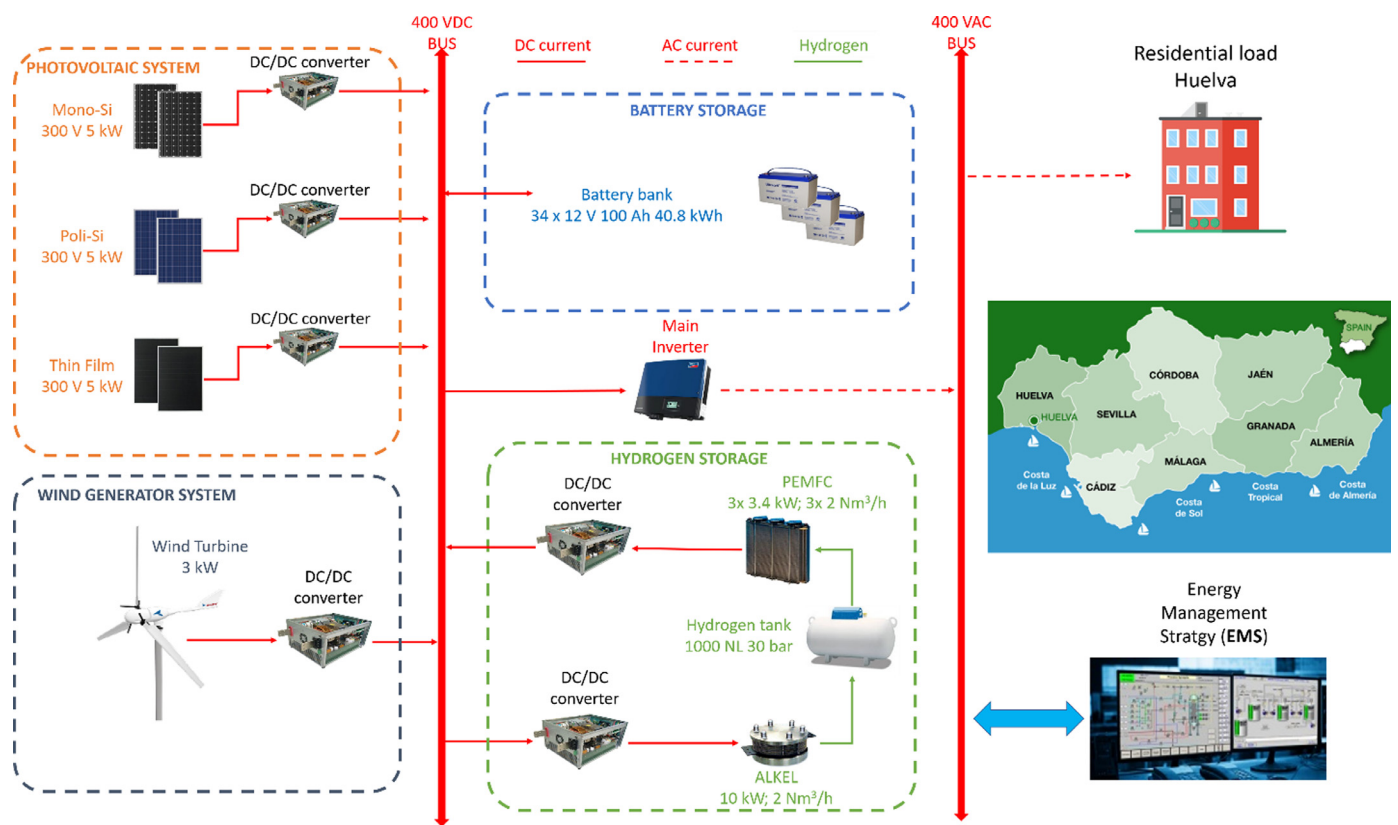 400 VDC
BUS
DC current
AC current
Hydrogen
400 VAC
BUS
PHOTOVOLTAIC SYSTEM
DC/DC converter
Mono-Si
300 V 5 kW
DC/DC converter
Poli-Si
300 V 5 kW
DC/DC converter
Thin Film
300 V 5 kW
WIND GENERATOR SYSTEM
Wind Turbine
3 kW
DC/DC
converter
BATTERY STORAGE
Battery bank
34 x 12 V 100 Ah 40.8 kWh
Main
Inverter
HYDROGEN STORAGE
DC/DC
converter
PEMFC
3x 3.4 kW; 3x 2 Nm³/h
Hydrogen tank
1000 NL 30 bar
DC/DC
converter
ALKEL
10 kW; 2 Nm³/h
Residential load
Huelva
SPAIN
CÓRDOBA
JAÉN
HUELVA
HUELVA
SEVILLA
GRANADA
ALMERÍA
MÁLAGA
CÁDIZ
Costa
de la Luz
Costa
de Sol
Costa
Tropical
Costa
de Almería
Energy
Management
Stratgy (EMS)